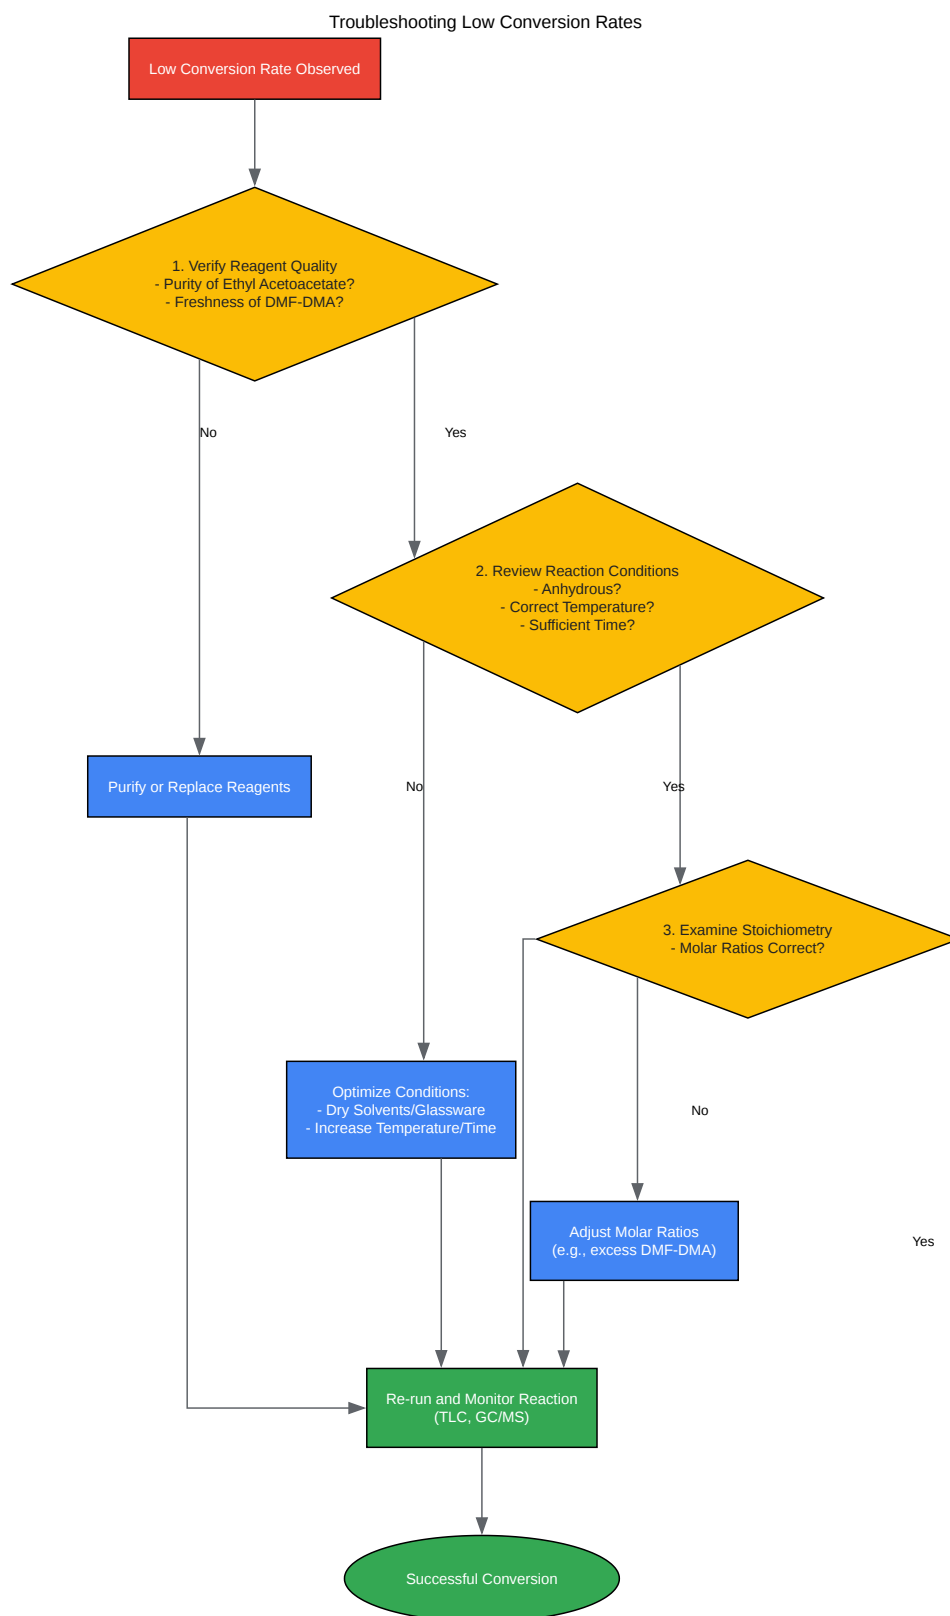 Troubleshooting Low Conversion Rates
Low Conversion Rate Observed
1. Verify Reagent Quality
- Purity of Ethyl Acetoacetate?
- Freshness of DMF-DMA?
No
Yes
2. Review Reaction Conditions
- Anhydrous?
- Correct Temperature?
- Sufficient Time?
Purify or Replace Reagents
No
Yes
3. Examine Stoichiometry
- Molar Ratios Correct?
Optimize Conditions:
- Dry Solvents/Glassware
- Increase Temperature/Time
No
Adjust Molar Ratios
(e.g., excess DMF-DMA)
Yes
Re-run and Monitor Reaction
(TLC, GC/MS)
Successful Conversion